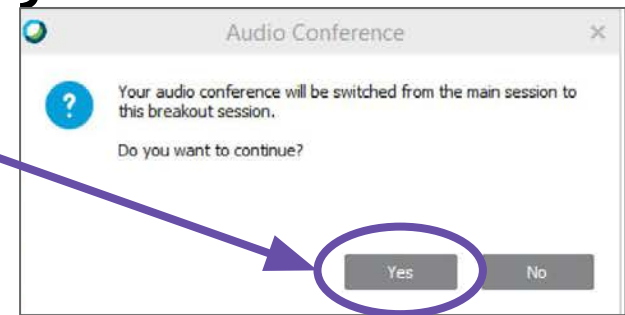 Audio Conference
Your audio conference will be switched from the main session to
this breakout session.
Do you want to continue?
Yes No